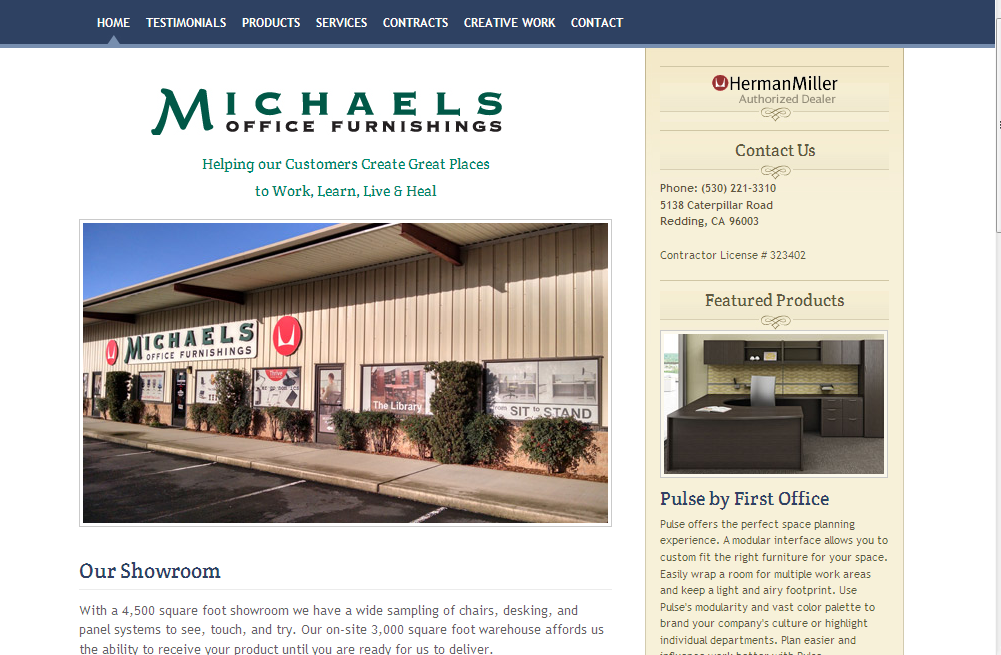 HOME TESTIMONIALS PRODUCTS SERVICES CONTRACTS CREATIVE WORK CONTACT
MICHAELS
OFFICE FURNISHINGS
Helping our Customers Create Great Places
to Work, Learn, Live & Heal
MICHAELS
OFFICE FURNISHINGS
Thrive
The Library
SIT to STAND
Our Showroom
With a 4,500 square foot showroom we have a wide sampling of chairs, desking, and
panel systems to see, touch, and try. Our on-site 3,000 square foot warehouse affords us
the ability to receive your product until you are ready for us to deliver.
HermanMiller
Authorized Dealer
Contact Us
Phone: (530) 221-3310
5138 Caterpillar Road
Redding, CA 96003
Contractor License # 323402
Featured Products
Pulse by First Office
Pulse offers the perfect space planning
experience. A modular interface allows you to
custom fit the right furniture for your space.
Easily wrap a room for multiple work areas
and keep a light and airy footprint. Use
Pulse's modularity and vast color palette to
brand your company's culture or highlight
individual departments. Plan easier and
influence work better with Pulse.